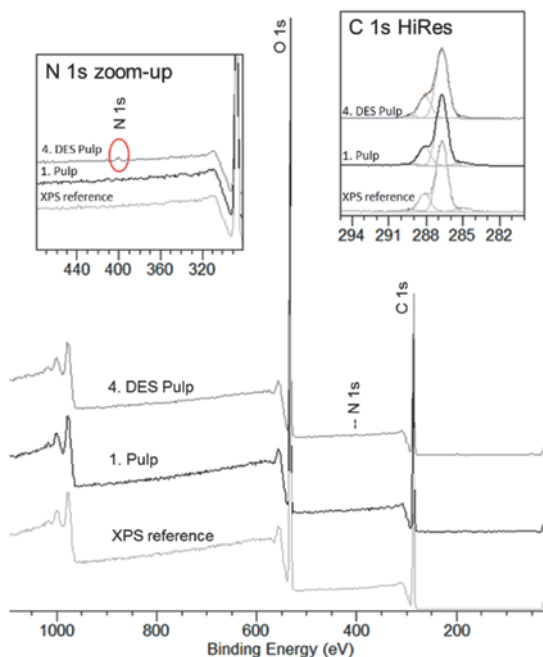 N 1s zoom-up
N 1s
4. DES Pulp
1. Pulp
XPS reference
440 400 360 320
O 1s
C 1s HiRes
4. DES Pulp
1. Pulp
XPS reference
294 291 288 285 282
C 1s
-- N 1s
4. DES Pulp
1. Pulp
XPS reference
1000 800 600 400 200
Binding Energy (eV)